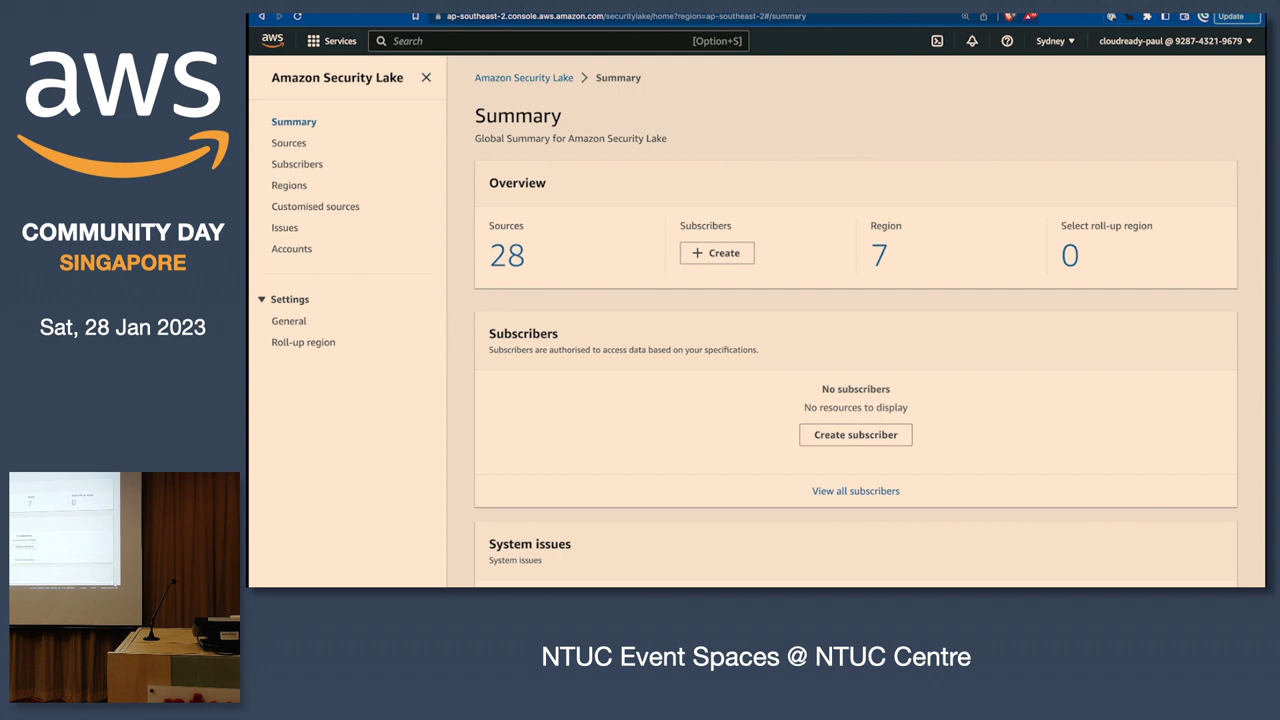 aws
COMMUNITY DAY
SINGAPORE
Sat, 28 Jan 2023
ap-southeast-2.console.aws.amazon.com/securitylake/home?region=ap-southeast-2#/summary
Update
aws
Services
Search
[Option+S]
Sydney
cloudready-paul @ 9287-4321-9679
Amazon Security Lake
Summary
Sources
Subscribers
Regions
Customised sources
Issues
Accounts
Settings
General
Roll-up region
Amazon Security Lake
Summary
Summary
Global Summary for Amazon Security Lake
Overview
Sources
28
Subscribers
Create
Region
7
Select roll-up region
0
Subscribers
Subscribers are authorised to access data based on your specifications.
No subscribers
No resources to display
Create subscriber
View all subscribers
System issues
System issues
7
0
NTUC Event Spaces @ NTUC Centre